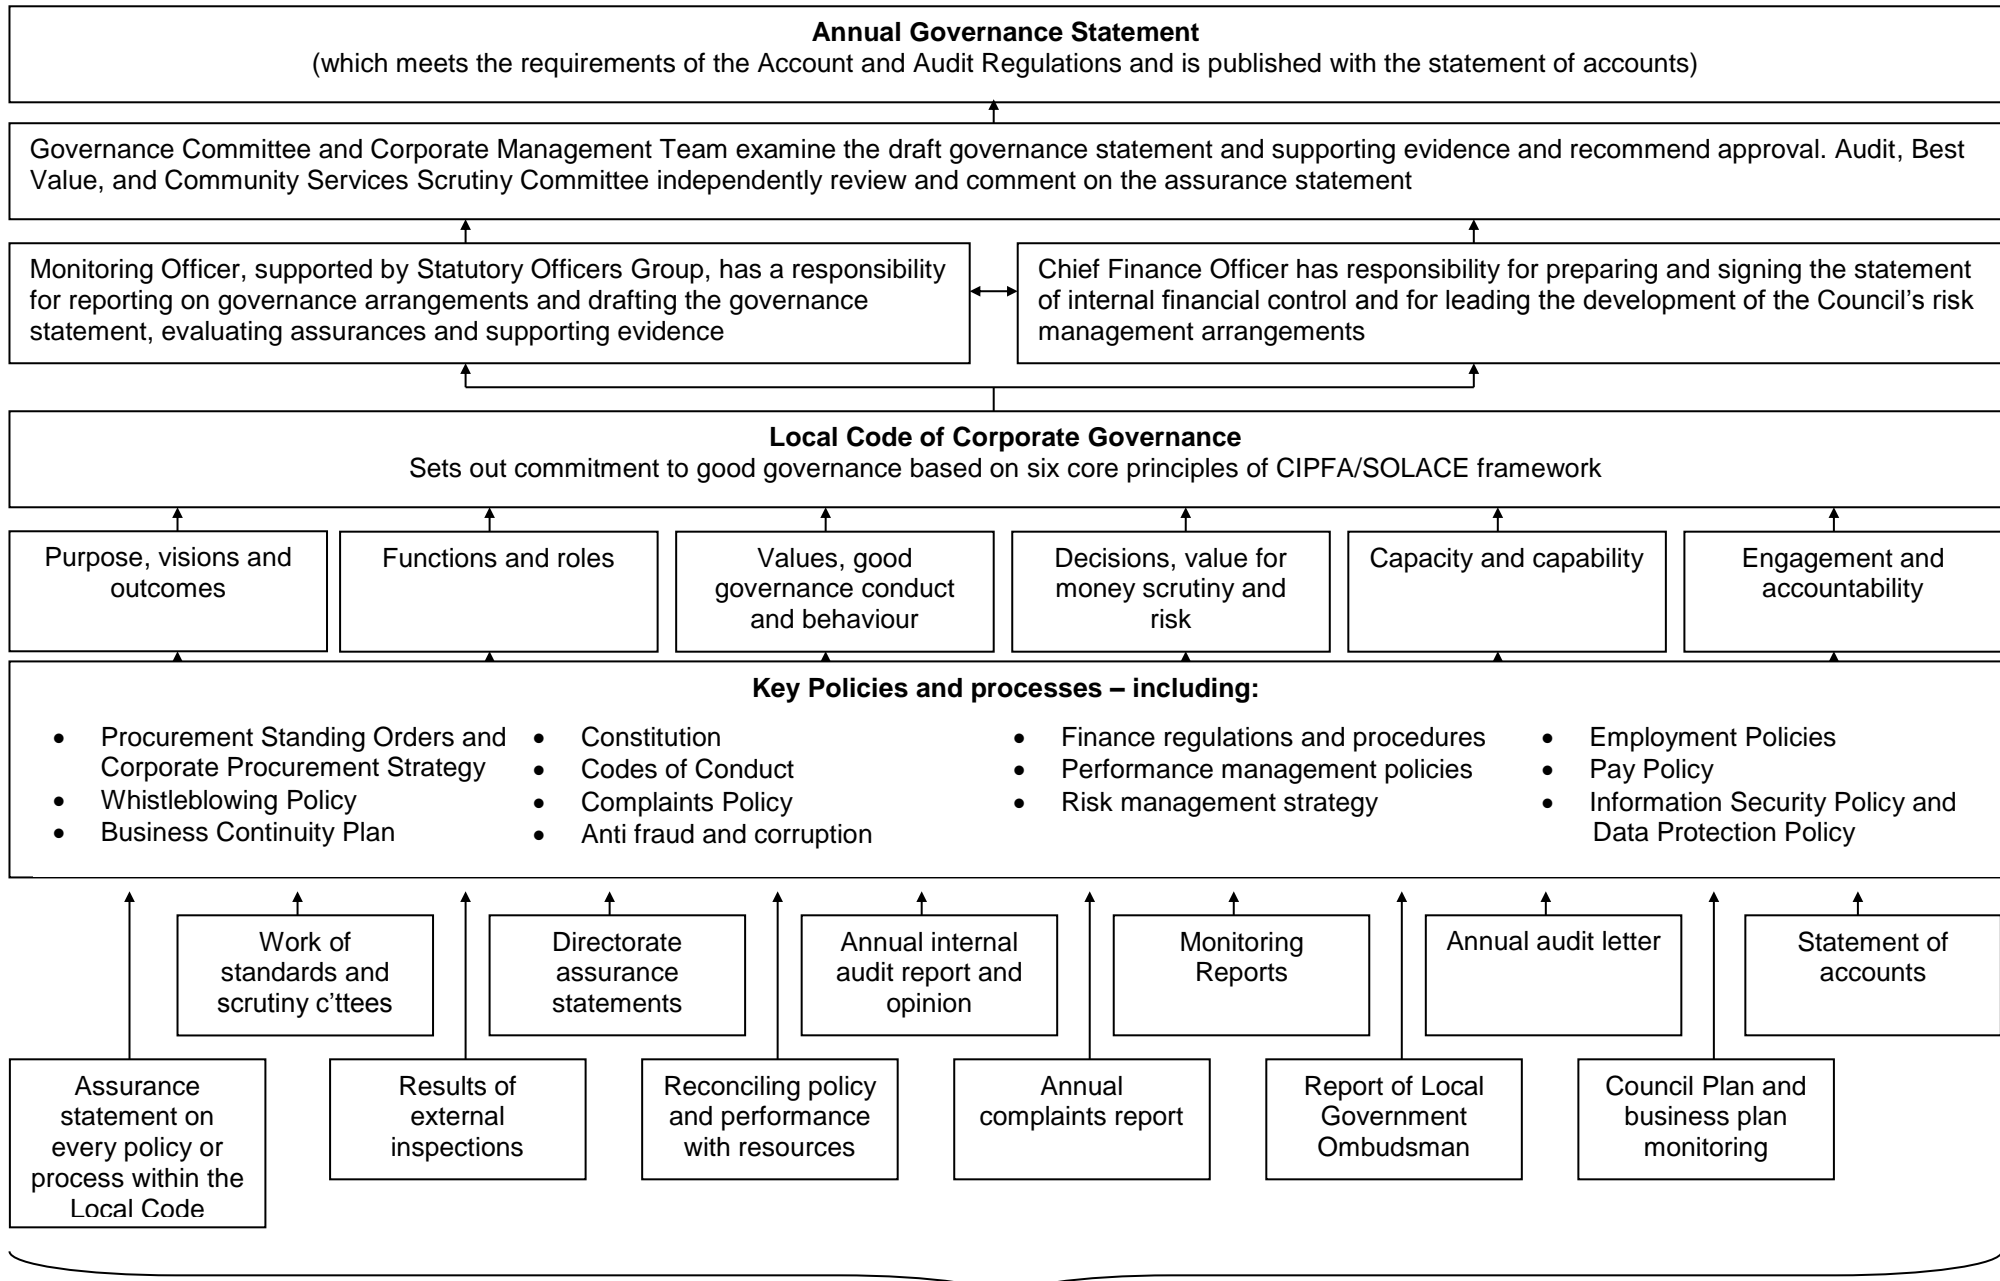 Annual Governance Statement
(which meets the requirements of the Account and Audit Regulations and is published with the statement of accounts)
Governance Committee and Corporate Management Team examine the draft governance statement and supporting evidence and recommend approval. Audit, Best
Value, and Community Services Scrutiny Committee independently review and comment on the assurance statement
Monitoring Officer, supported by Statutory Officers Group, has a responsibility
for reporting on governance arrangements and drafting the governance
statement, evaluating assurances and supporting evidence
Chief Finance Officer has responsibility for preparing and signing the statement
of internal financial control and for leading the development of the Council’s risk
management arrangements
Local Code of Corporate Governance
Sets out commitment to good governance based on six core principles of CIPFA/SOLACE framework
Purpose, visions and
outcomes
Functions and roles
Values, good
governance conduct
and behaviour
Decisions, value for
money scrutiny and
risk
Capacity and capability
Engagement and
accountability
Key Policies and processes – including:
• Procurement Standing Orders and
Corporate Procurement Strategy
• Whistleblowing Policy
• Business Continuity Plan
• Constitution
• Codes of Conduct
• Complaints Policy
• Anti fraud and corruption
• Finance regulations and procedures
• Performance management policies
• Risk management strategy
• Employment Policies
• Pay Policy
• Information Security Policy and
Data Protection Policy
Work of
standards and
scrutiny c’ttees
Directorate
assurance
statements
Annual internal
audit report and
opinion
Monitoring
Reports
Annual audit letter
Statement of
accounts
Assurance
statement on
every policy or
process within the
Local Code
Results of
external
inspections
Reconciling policy
and performance
with resources
Annual
complaints report
Report of Local
Government
Ombudsman
Council Plan and
business plan
monitoring